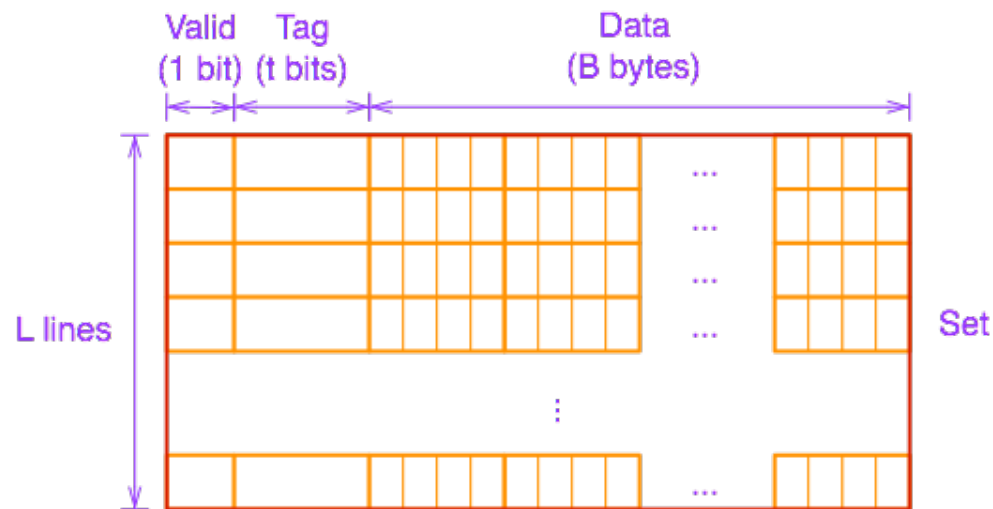 Valid
(1 bit)
Tag
(t bits)
Data
(B bytes)
...
...
...
...
L lines
Set
⋮
...